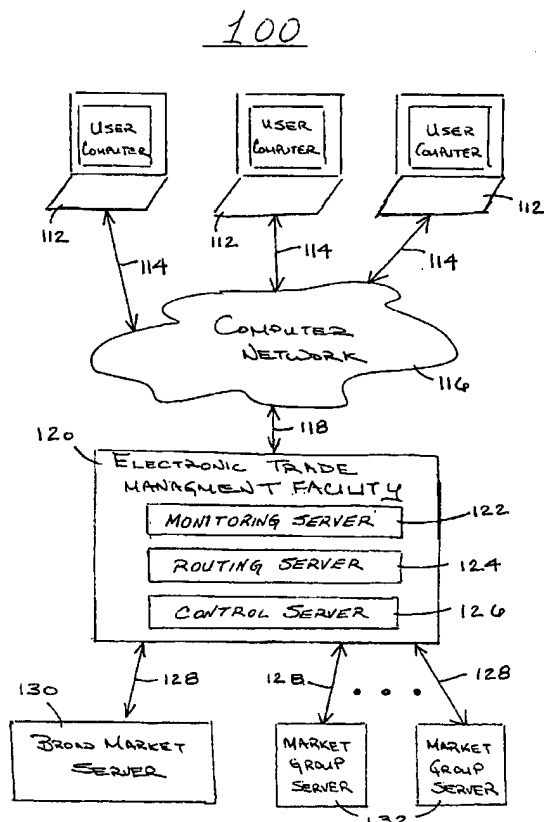 100
USER
COMPUTER
USER
COMPUTER
USER
COMPUTER
112
112
112
114
114
114
COMPUTER
NETWORK
116
118
120
ELECTRONIC TRADE
MANAGMENT FACILITY
MONITORING SERVER
122
ROUTING SERVER
124
CONTROL SERVER
126
130
128
128
128
BROAD MARKET
SERVER
MARKET
GROUP
SERVER
MARKET
GROUP
SERVER
132